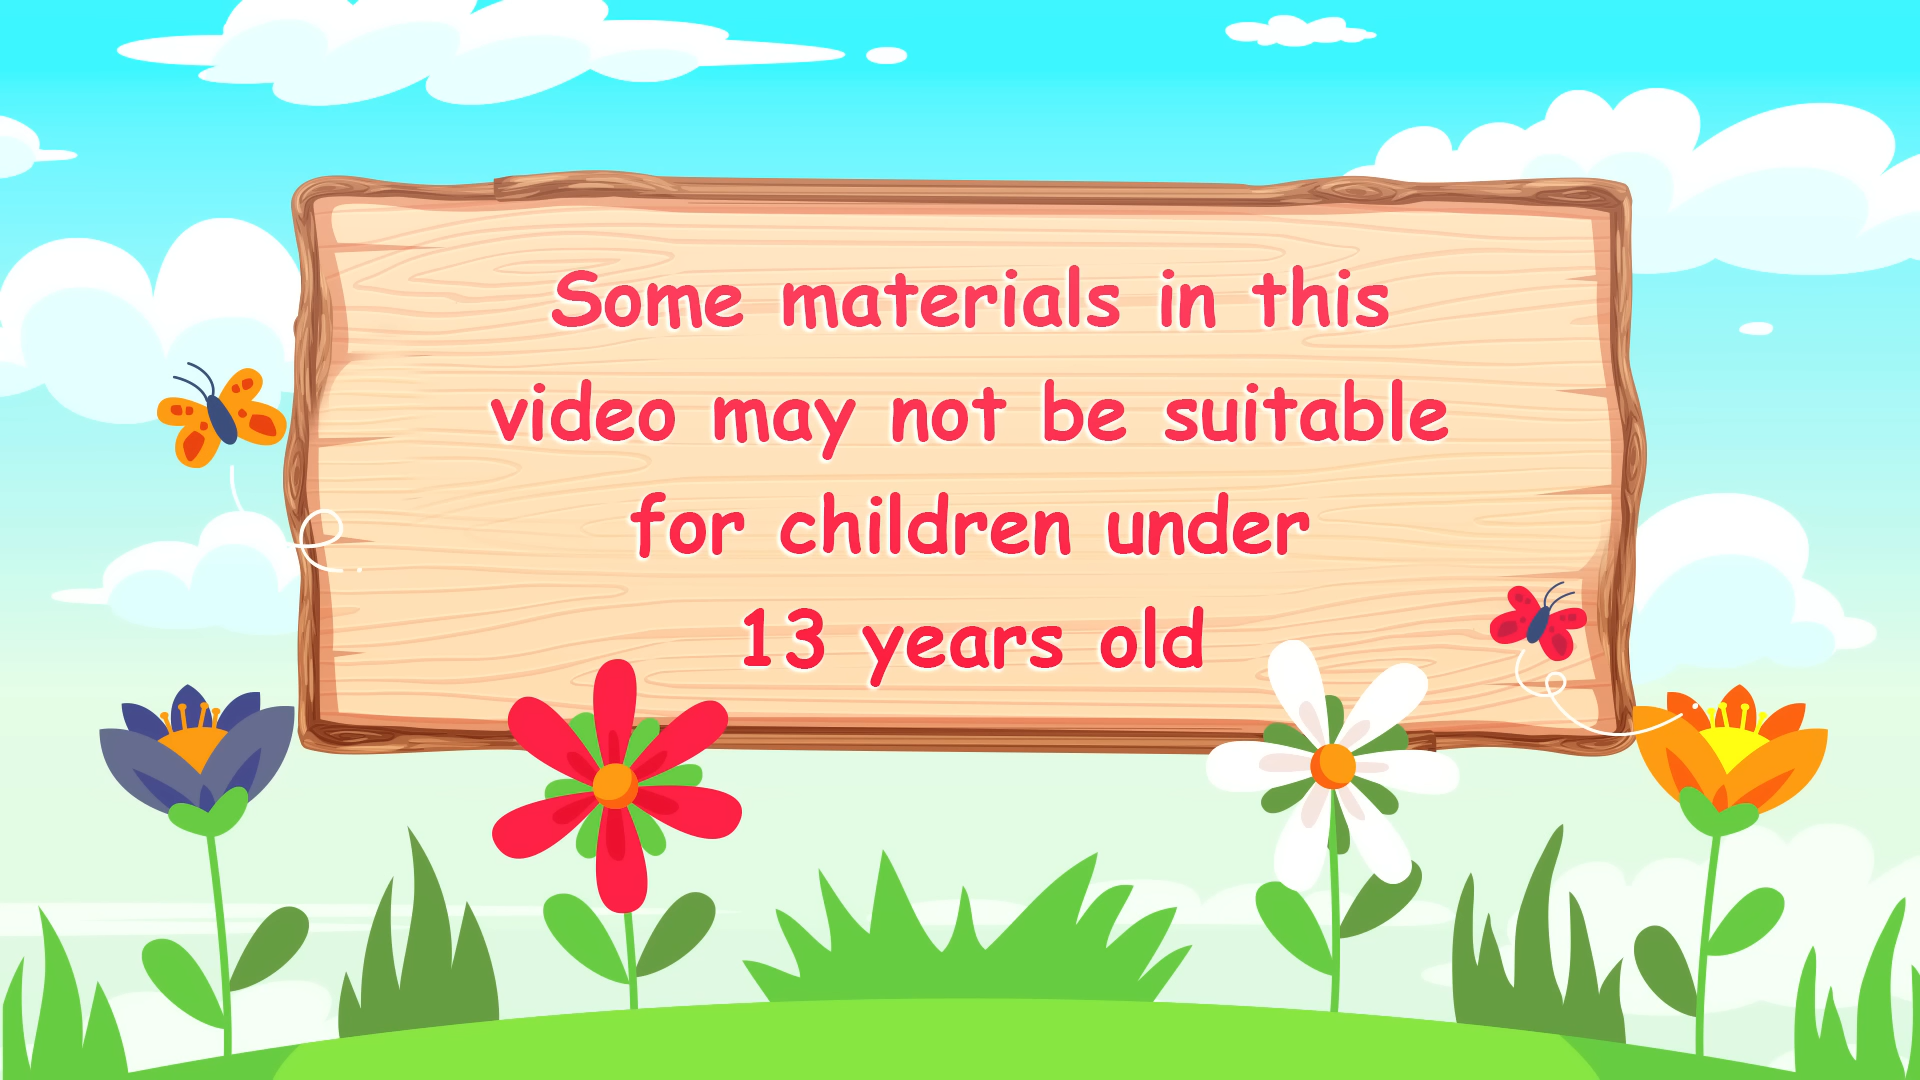 Some materials in this
video may not be suitable
for children under
13 years old